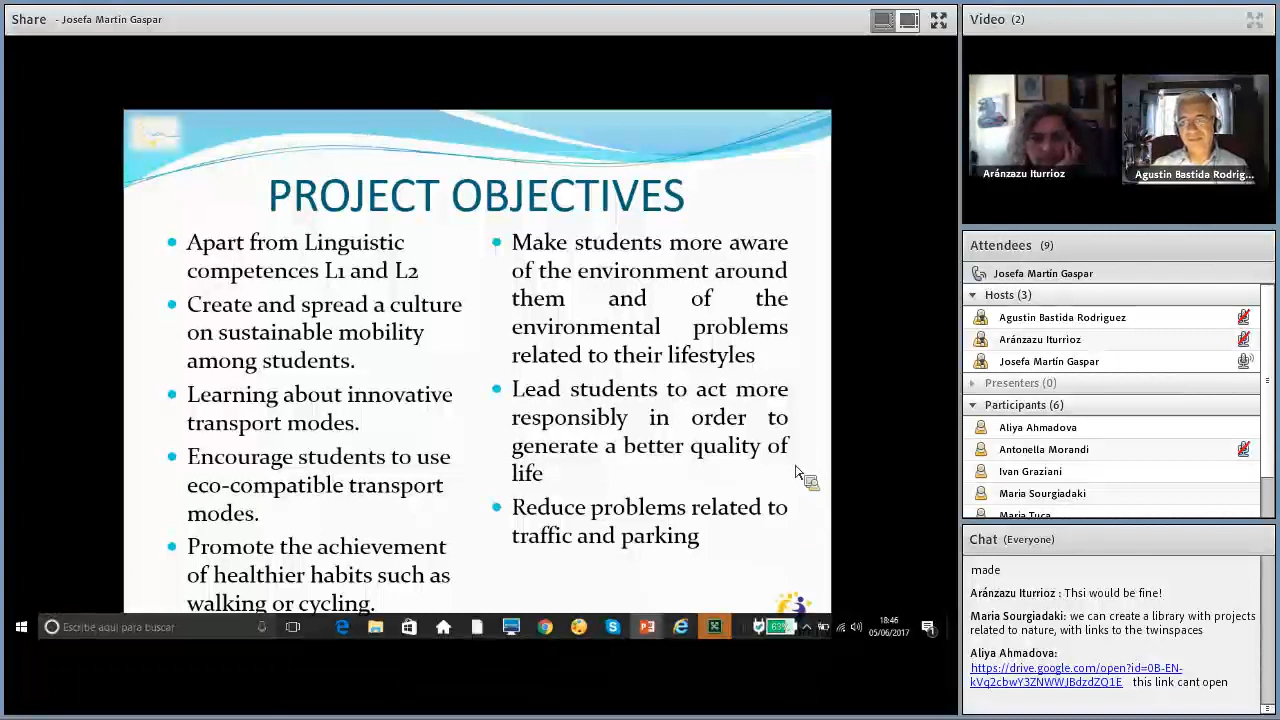 Share - Josefa Martín Gaspar
PROJECT OBJECTIVES
Apart from Linguistic
competences L1 and L2
Create and spread a culture
on sustainable mobility
among students.
Learning about innovative
transport modes.
Encourage students to use
eco-compatible transport
modes.
Promote the achievement
of healthier habits such as
walking or cycling.
Make students more aware
of the environment around
them and of the
environmental problems
related to their lifestyles
Lead students to act more
responsibly in order to
generate a better quality of
life
Reduce problems related to
traffic and parking
Escribe aquí para buscar
63%
18:46
05/06/2017
Video (2)
Aránzazu Iturrioz
Agustin Bastida Rodrig...
Attendees (9)
Josefa Martín Gaspar
Hosts (3)
Agustin Bastida Rodriguez
Aránzazu Iturrioz
Josefa Martín Gaspar
Presenters (0)
Participants (6)
Aliya Ahmadova
Antonella Morandi
Ivan Graziani
Maria Sourgiadaki
Maria Tuca
Chat (Everyone)
made
Aránzazu Iturrioz : Thsi would be fine!
Maria Sourgiadaki: we can create a library with projects
related to nature, with links to the twinspaces
Aliya Ahmadova:
https://drive.google.com/open?id=0B-EN-
kVq2cbwY3ZNWWJBdzdZQ1E this link cant open